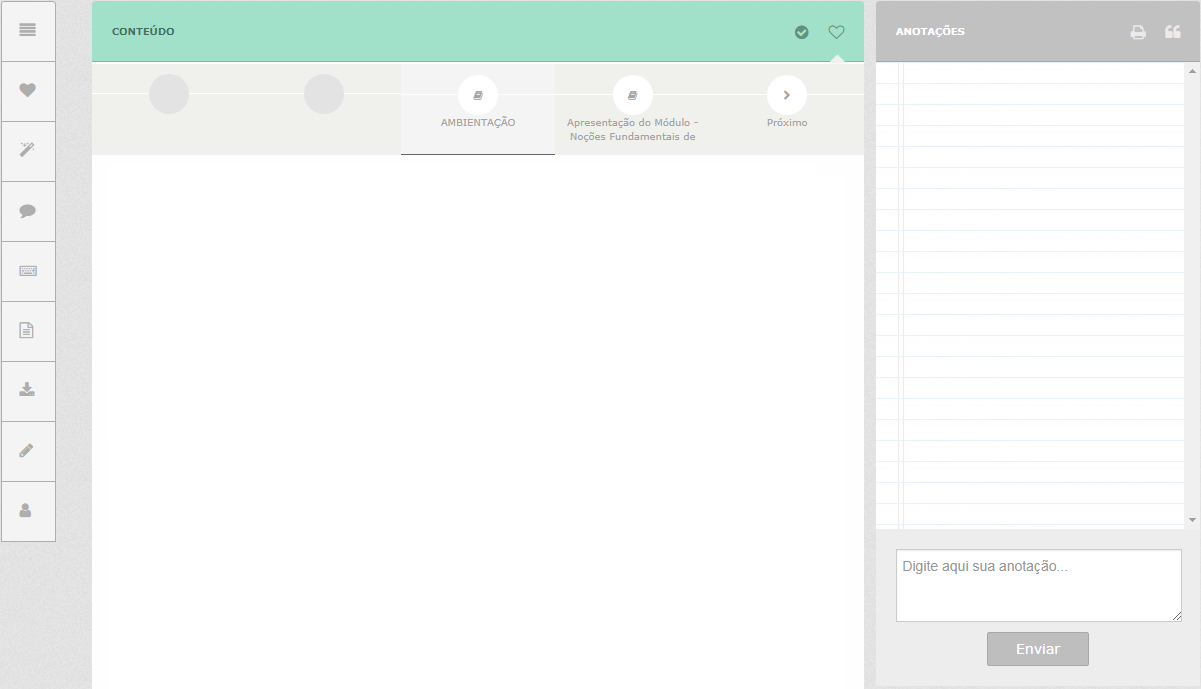 CONTEÚDO
AMBIENTAÇÃO
Apresentação do Módulo -
Noções Fundamentais de
Próximo
ANOTAÇÕES
Digite aqui sua anotação...
Enviar